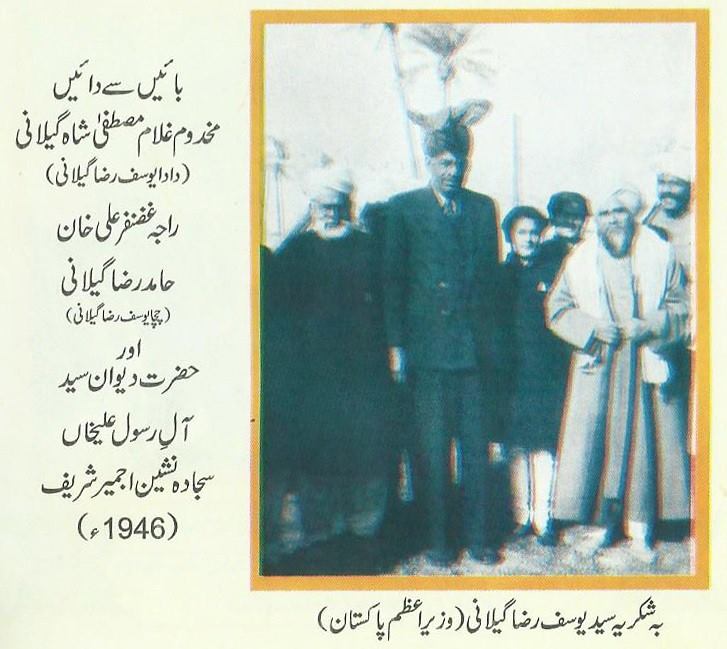 بائیں سے دائیں
مخدوم غلام مصطفیٰ شاہ گیلانی
(دادا یوسف رضا گیلانی)
راجہ غضنفر علی خان
حامد رضا گیلانی
(چچا یوسف رضا گیلانی)
اور
حضرت دیوان سید
آلِ رسول علیخاں
سجادہ نشین اجمیر شریف
(1946ء)
بہ شکریہ سید یوسف رضا گیلانی (وزیراعظم پاکستان)